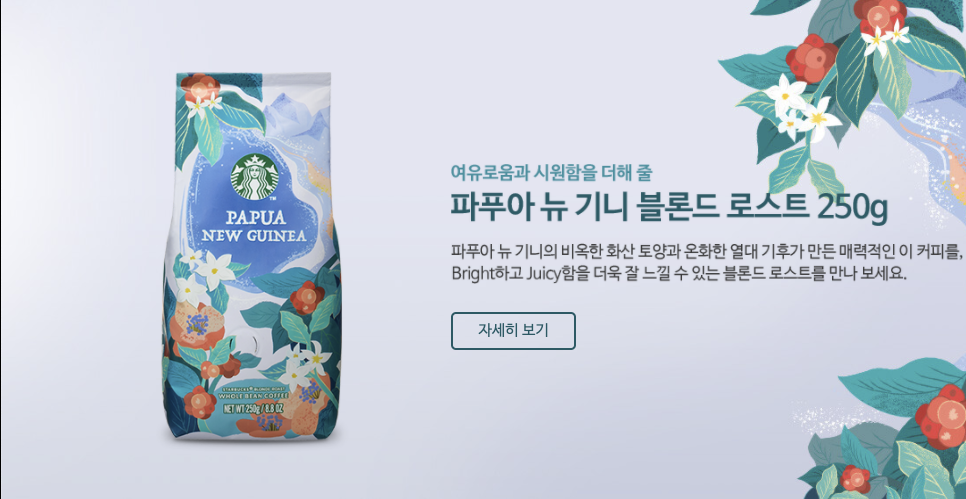 여유로움과 시원함을 더해 줄
파푸아 뉴 기니 블론드 로스트 250g
파푸아 뉴 기니의 비옥한 화산 토양과 온화한 열대 기후가 만든 매력적인 이 커피를,
Bright하고 Juicy함을 더욱 잘 느낄 수 있는 블론드 로스트를 만나 보세요.
자세히 보기
TM
PAPUA
NEW GUINEA
STARBUCKS® BLONDE ROAST
WHOLE BEAN COFFEE
NET WT 250g / 8.8 OZ